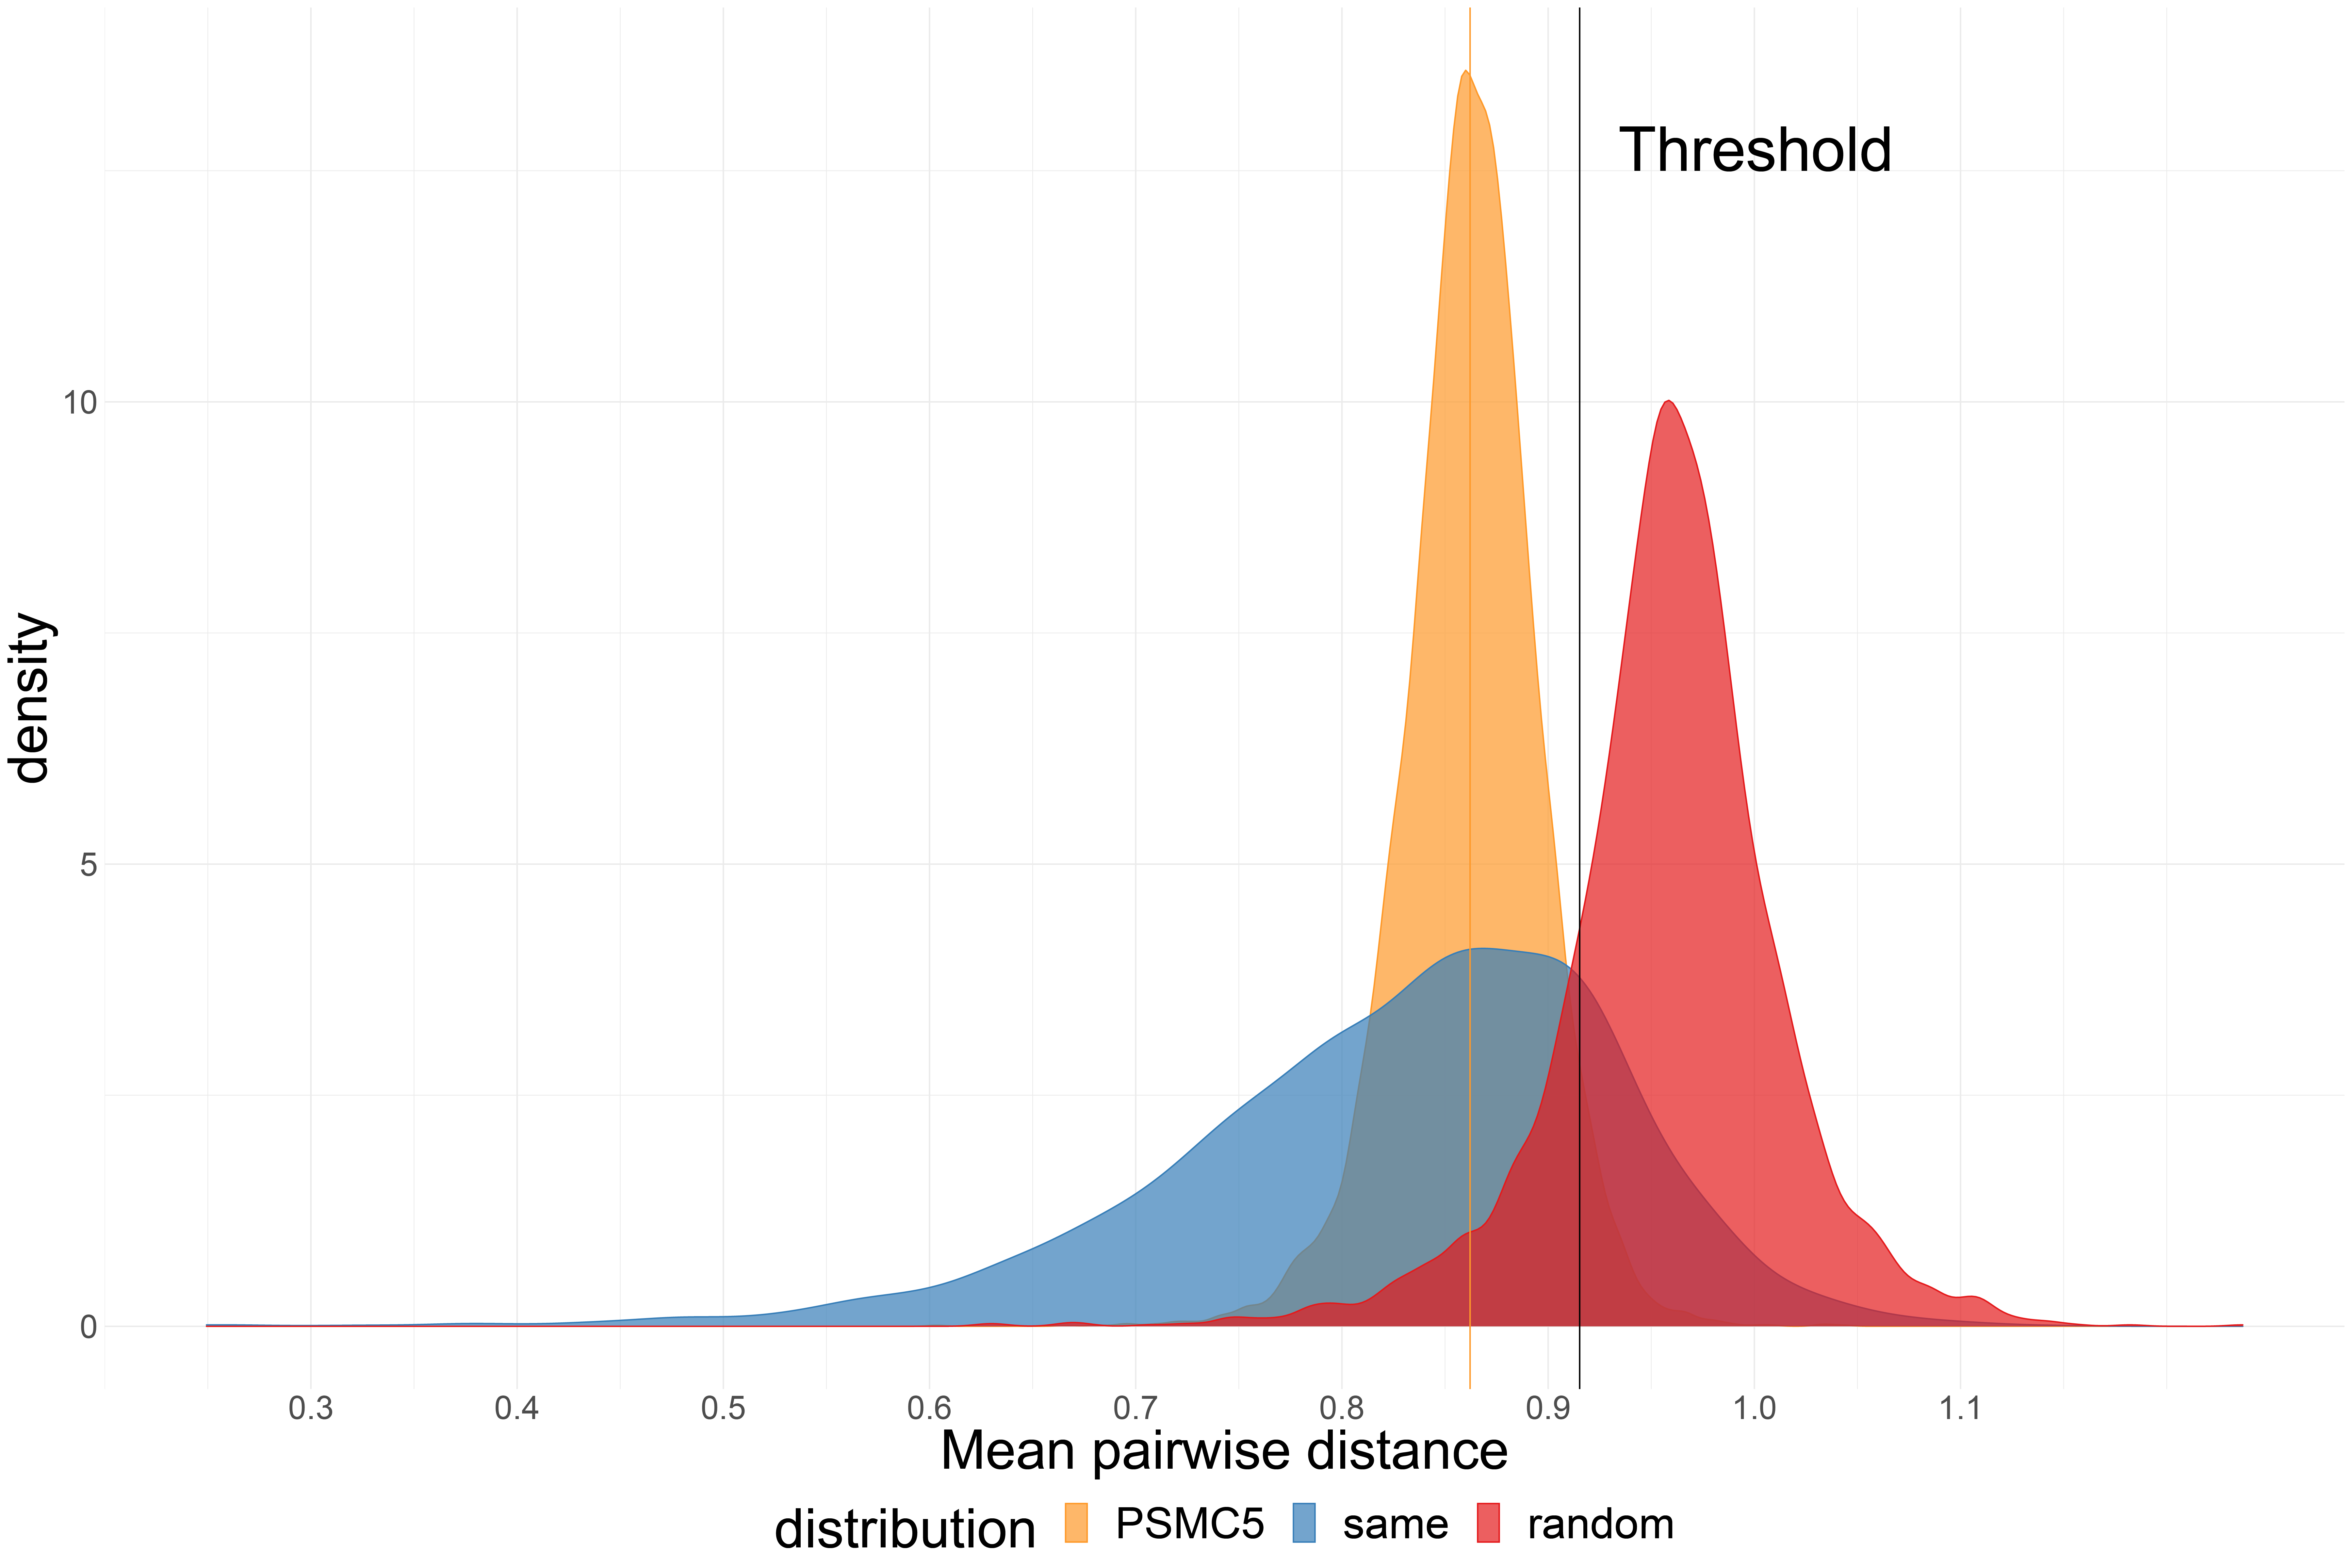 Threshold
density
10
5
0
0.3 0.4 0.5 0.6 0.7 0.8 0.9 1.0 1.1
Mean pairwise distance
distribution PSMC5 same random